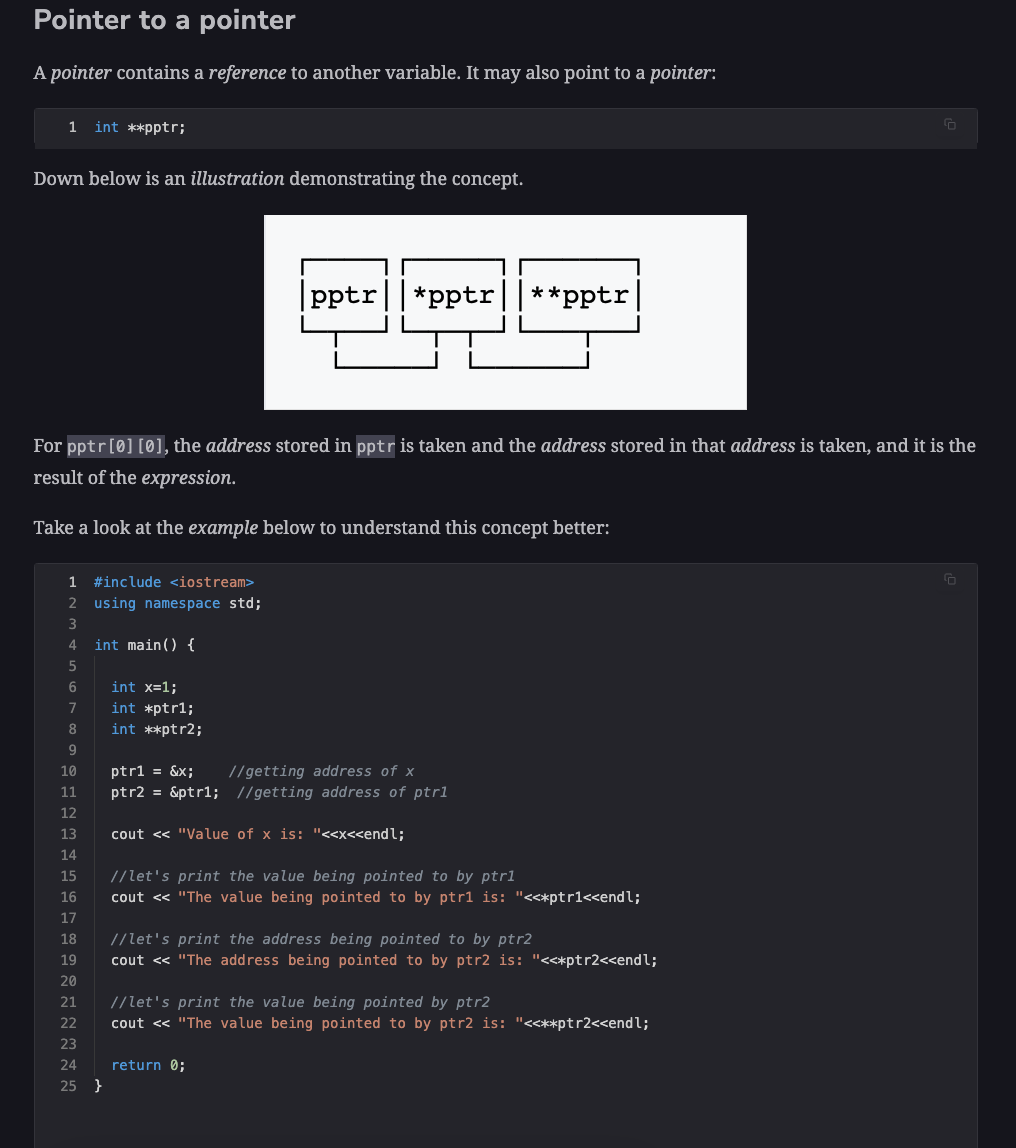 Pointer to a pointer
A pointer contains a reference to another variable. It may also point to a pointer:
1 int **pptr;
Down below is an illustration demonstrating the concept.
pptr *pptr **pptr
For pptr[0][0], the address stored in pptr is taken and the address stored in that address is taken, and it is the
result of the expression.
Take a look at the example below to understand this concept better:
1 #include <iostream>
2 using namespace std;
3
4 int main() {
5
6   int x=1;
7   int *ptr1;
8   int **ptr2;
9
10   ptr1 = &x;    //getting address of x
11   ptr2 = &ptr1;  //getting address of ptr1
12
13   cout << "Value of x is: "<<x<<endl;
14
15   //let's print the value being pointed to by ptr1
16   cout << "The value being pointed to by ptr1 is: "<<*ptr1<<endl;
17
18   //let's print the address being pointed to by ptr2
19   cout << "The address being pointed to by ptr2 is: "<<*ptr2<<endl;
20
21   //let's print the value being pointed by ptr2
22   cout << "The value being pointed to by ptr2 is: "<<**ptr2<<endl;
23
24   return 0;
25 }